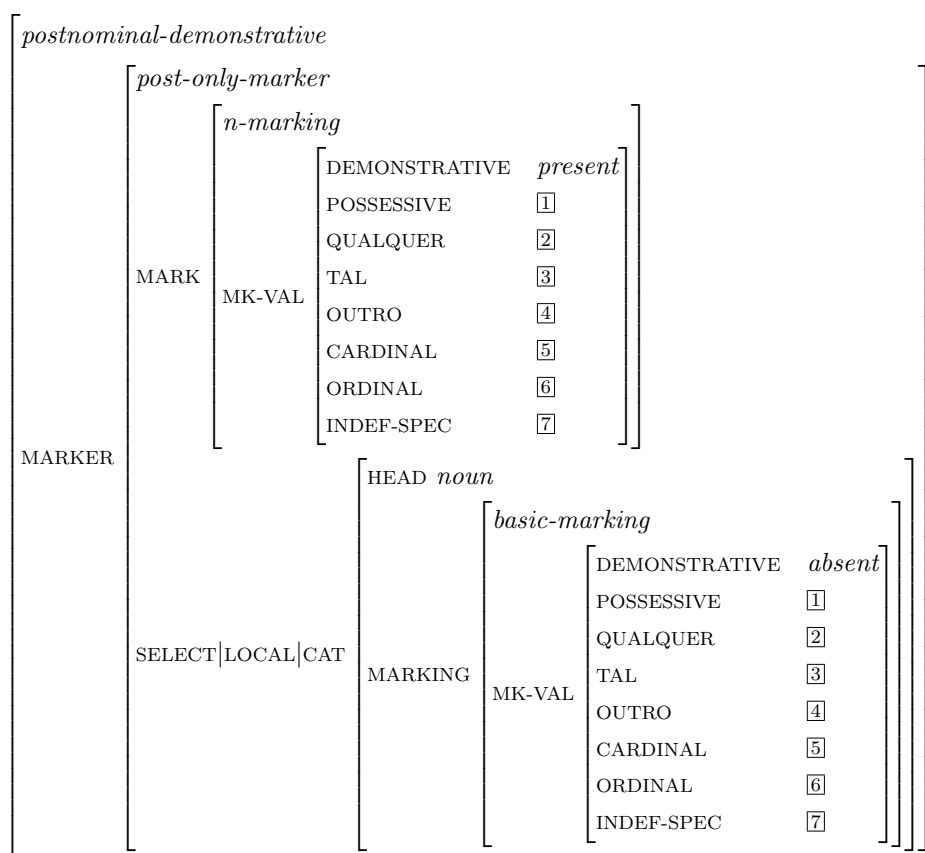 postnominal-demonstrative
post-only-marker
n-marking
DEMONSTRATIVE present
POSSESSIVE 1
QUALQUER 2
TAL 3
MARK
MK-VAL
OUTRO 4
CARDINAL 5
ORDINAL 6
INDEF-SPEC 7
MARKER
HEAD noun
basic-marking
DEMONSTRATIVE absent
POSSESSIVE 1
QUALQUER 2
SELECT|LOCAL|CAT
MARKING
TAL 3
MK-VAL
OUTRO 4
CARDINAL 5
ORDINAL 6
INDEF-SPEC 7